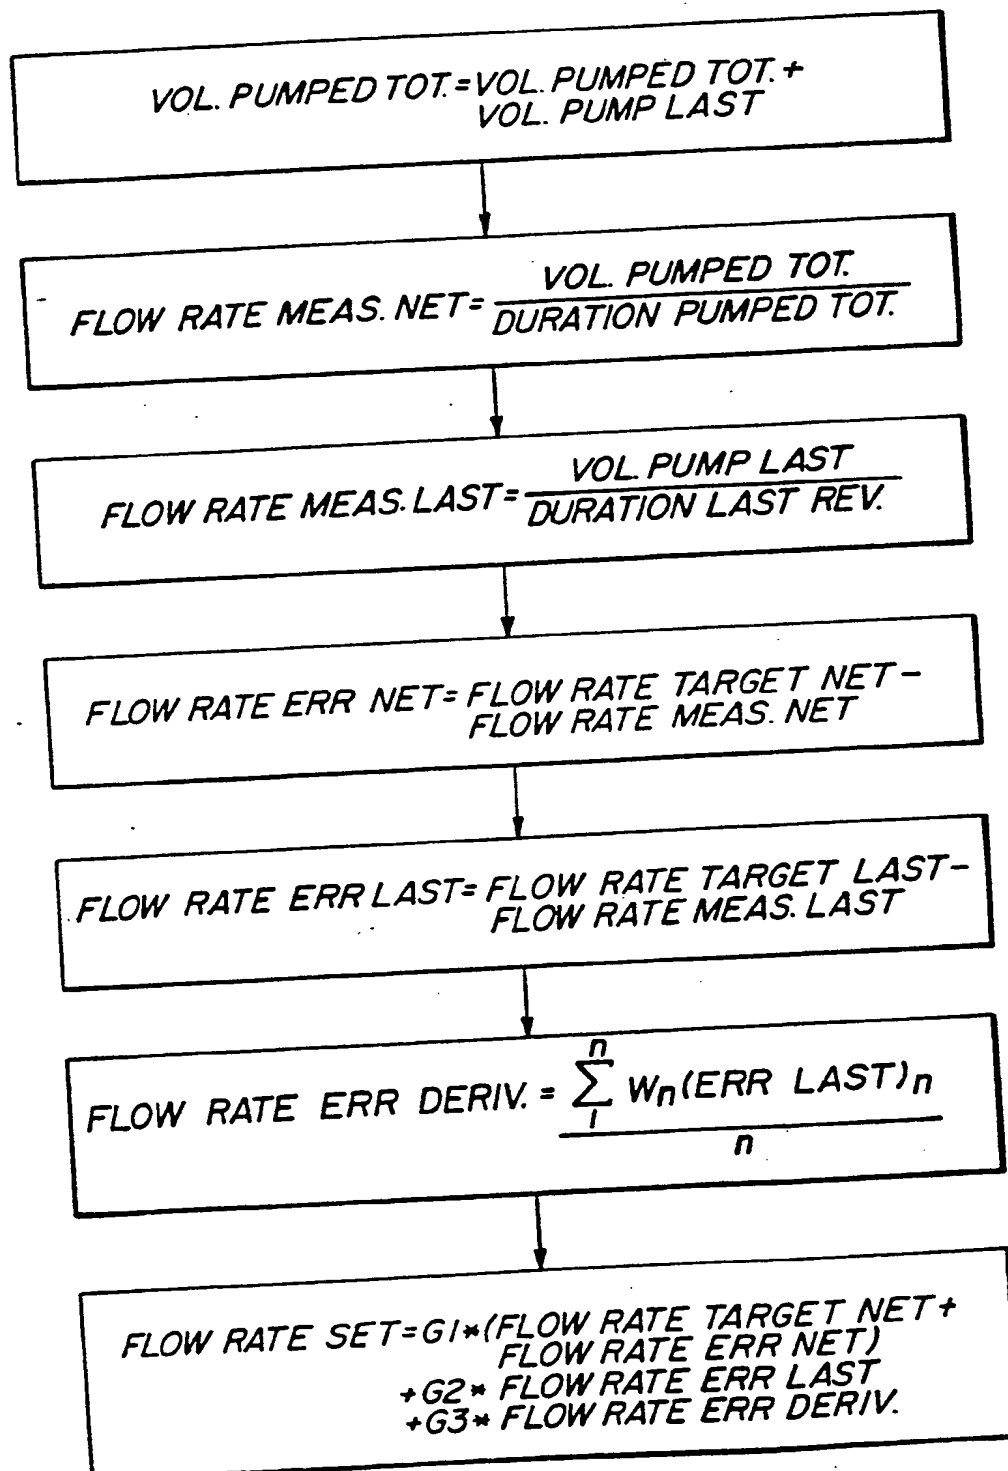 VOL. PUMPED TOT.=VOL. PUMPED TOT.+
VOL. PUMP LAST
FLOW RATE MEAS. NET= VOL. PUMPED TOT.
DURATION PUMPED TOT.
FLOW RATE MEAS. LAST= VOL. PUMP LAST
DURATION LAST REV.
FLOW RATE ERR NET= FLOW RATE TARGET NET-
FLOW RATE MEAS. NET
FLOW RATE ERR LAST= FLOW RATE TARGET LAST-
FLOW RATE MEAS. LAST
n
FLOW RATE ERR DERIV. = ∑ Wn(ERR LAST)n
1
n
FLOW RATE SET=G1*(FLOW RATE TARGET NET+
FLOW RATE ERR NET)
+G2* FLOW RATE ERR LAST
+G3* FLOW RATE ERR DERIV.